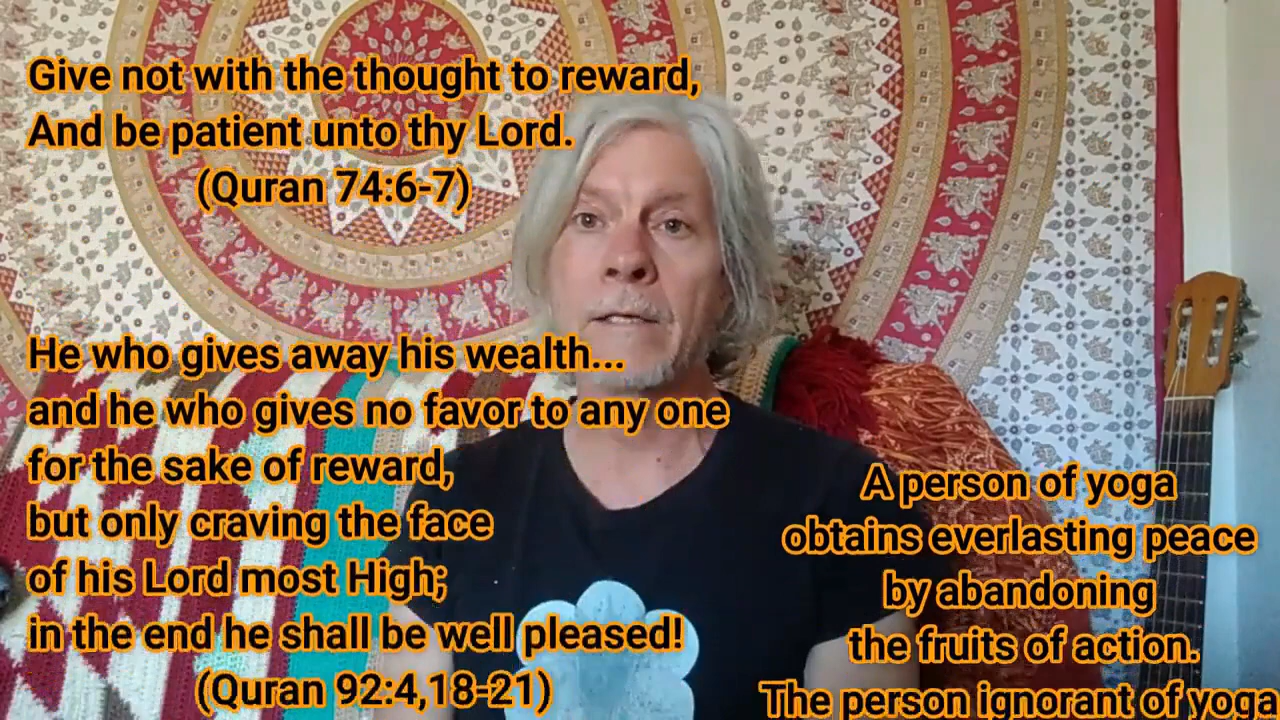 Give not with the thought to reward,
And be patient unto thy Lord.
(Quran 74:6-7)
He who gives away his wealth...
and he who gives no favor to any one
for the sake of reward,
but only craving the face
of his Lord most High;
in the end he shall be well pleased!
(Quran 92:4,18-21)
A person of yoga
obtains everlasting peace
by abandoning
the fruits of action.
The person ignorant of yoga